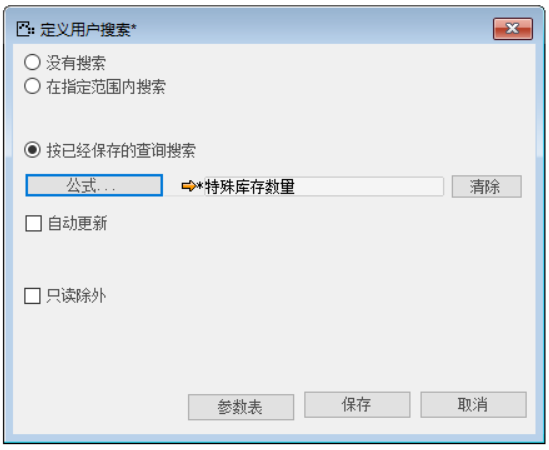 定义用户搜索*
没有搜索
在指定范围内搜索
按已经保存的查询搜索
公式... *特殊库存数量 清除
自动更新
只读除外
参数表 保存 取消